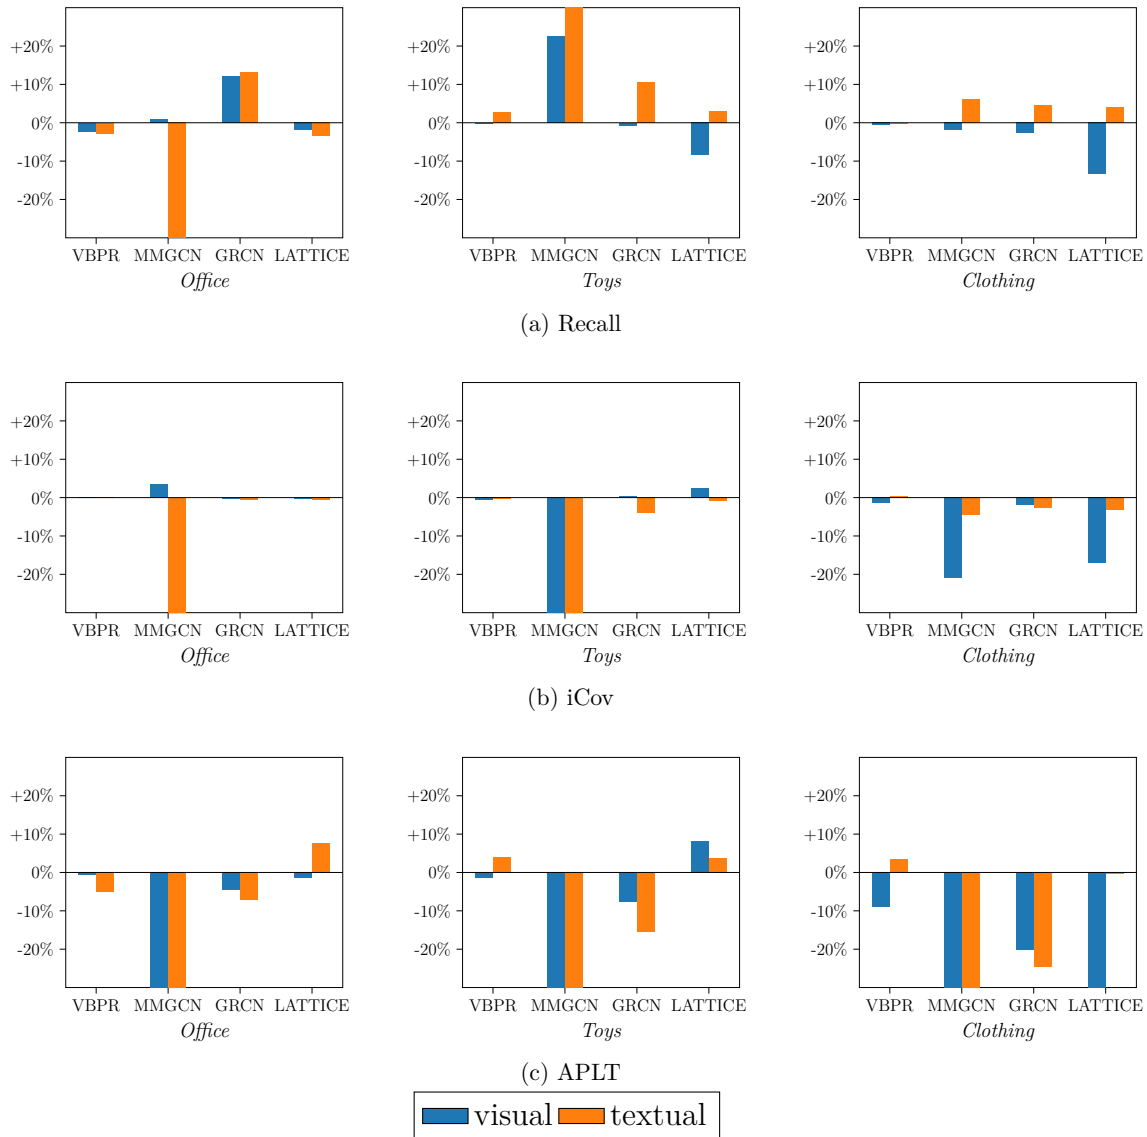 +20% +20% +20%
+10% +10% +10%
0% 0% 0%
-10% -10% -10%
-20% -20% -20%
VBPR MMGCN GRCN LATTICE VBPR MMGCN GRCN LATTICE VBPR MMGCN GRCN LATTICE
Office Toys Clothing
(a) Recall
+20% +20% +20%
+10% +10% +10%
0% 0% 0%
-10% -10% -10%
-20% -20% -20%
VBPR MMGCN GRCN LATTICE VBPR MMGCN GRCN LATTICE VBPR MMGCN GRCN LATTICE
Office Toys Clothing
(b) iCov
+20% +20% +20%
+10% +10% +10%
0% 0% 0%
-10% -10% -10%
-20% -20% -20%
VBPR MMGCN GRCN LATTICE VBPR MMGCN GRCN LATTICE VBPR MMGCN GRCN LATTICE
Office Toys Clothing
(c) APLT
visual textual